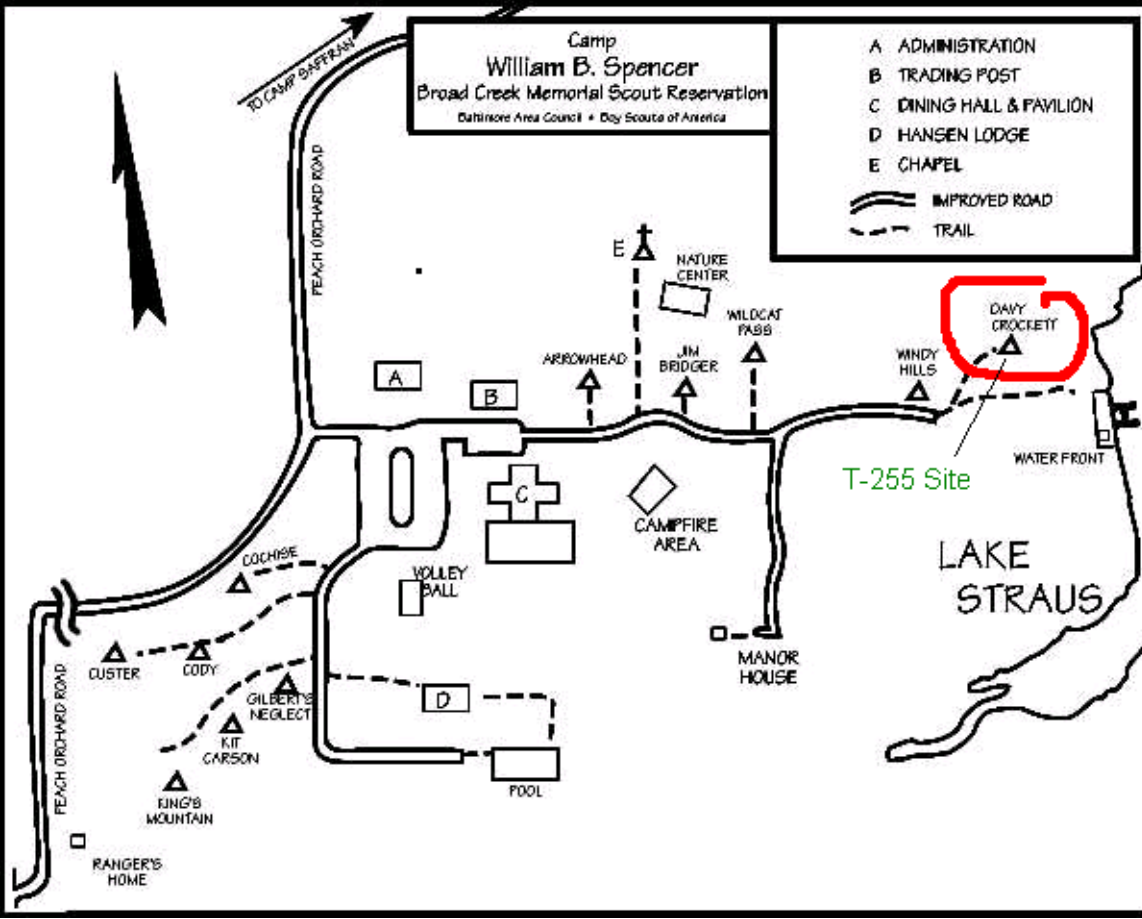 TO CAMP SAFFRAN
Camp
William B. Spencer
Broad Creek Memorial Scout Reservation
Baltimore Area Council • Boy Scouts of America
A ADMINISTRATION
B TRADING POST
C DINING HALL & PAVILION
D HANSEN LODGE
E CHAPEL
IMPROVED ROAD
TRAIL
PEACH ORCHARD ROAD
E
NATURE
CENTER
WILDCAT
PASS
DAVY
CROCKETT
ARROWHEAD
JIM
BRIDGER
WINDY
HILLS
A
B
WATER FRONT
T-255 Site
C
CAMPFIRE
AREA
LAKE
STRAUS
COCHISE
VOLLEY
BALL
CUSTER
CODY
MANOR
HOUSE
GILBERT'S
NEGLECT
D
KIT
CARSON
PEACH ORCHARD ROAD
POOL
KING'S
MOUNTAIN
RANGER'S
HOME